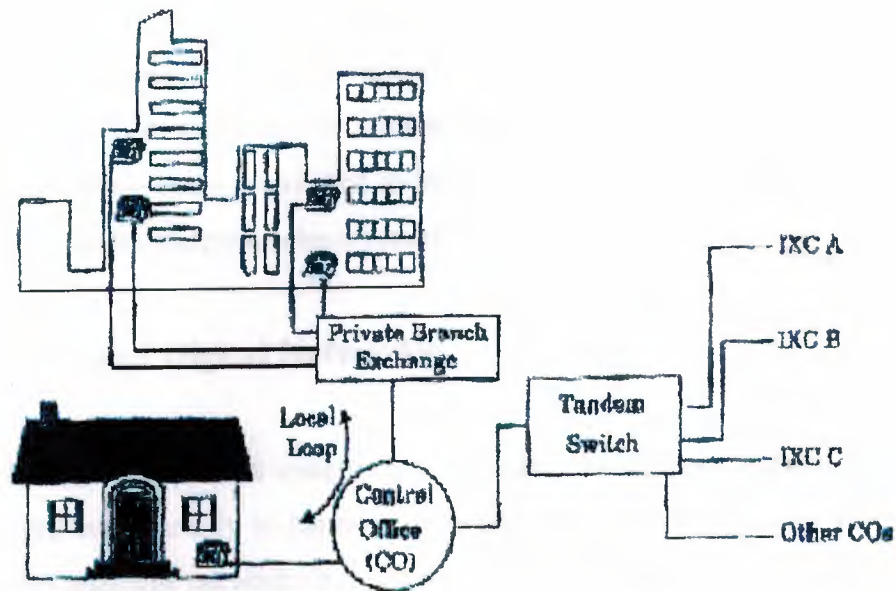 Private Branch
Exchange
Local
Loop
Central
Office
(CO)
Tandem
Switch
IXC A
IXC B
IXC C
Other COs